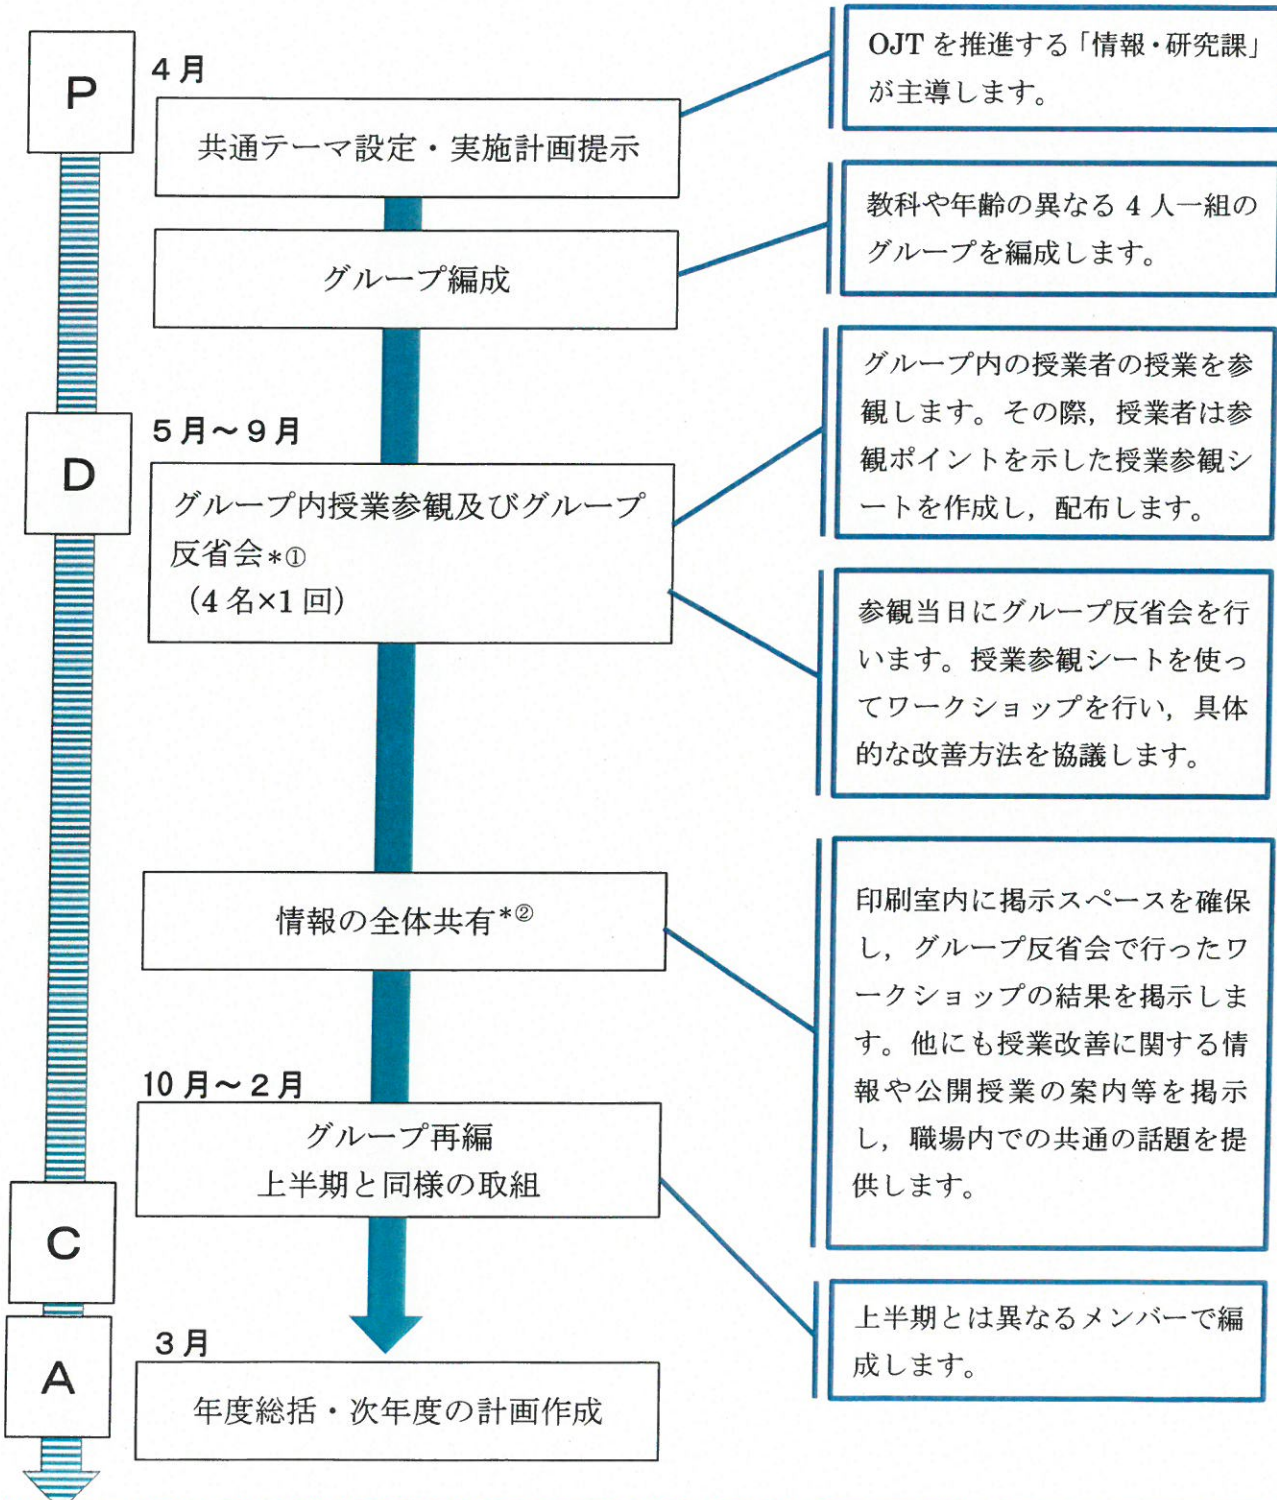 P
4月
共通テーマ設定・実施計画提示
OJTを推進する「情報・研究課」
が主導します。
グループ編成
教科や年齢の異なる4人一組の
グループを編成します。
D
5月～9月
グループ内授業参観及びグループ
反省会*①
（4名×1回）
グループ内の授業者の授業を参
観します。その際，授業者は参
観ポイントを示した授業参観シ
ートを作成し，配布します。
参観当日にグループ反省会を行
います。授業参観シートを使っ
てワークショップを行い，具体
的な改善方法を協議します。
情報の全体共有*②
印刷室内に掲示スペースを確保
し，グループ反省会で行ったワ
ークショップの結果を掲示しま
す。他にも授業改善に関する情
報や公開授業の案内等を掲示
し，職場内での共通の話題を提
供します。
10月～2月
グループ再編
上半期と同様の取組
上半期とは異なるメンバーで編
成します。
C
A
3月
年度総括・次年度の計画作成